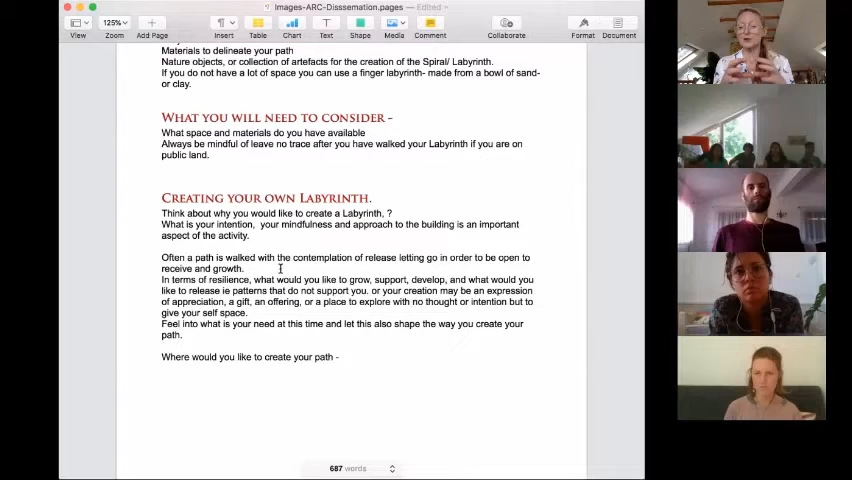 Images-ARC-Disssemation.pages — Edited
125%
View
Zoom
Add Page
Insert
Table
Chart
Text
Shape
Media
Comment
Collaborate
Format
Document
Materials to delineate your path
Nature objects, or collection of artefacts for the creation of the Spiral/ Labyrinth.
If you do not have a lot of space you can use a finger labyrinth- made from a bowl of sand-
or clay.
What you will need to consider -
What space and materials do you have available
Always be mindful of leave no trace after you have walked your Labyrinth if you are on
public land.
Creating your own Labyrinth.
Think about why you would like to create a Labyrinth, ?
What is your intention, your mindfulness and approach to the building is an important
aspect of the activity.
Often a path is walked with the contemplation of release letting go in order to be open to
receive and growth.
In terms of resilience, what would you like to grow, support, develop, and what would you
like to release ie patterns that do not support you. or your creation may be an expression
of appreciation, a gift, an offering, or a place to explore with no thought or intention but to
give your self space.
Feel into what is your need at this time and let this also shape the way you create your
path.
Where would you like to create your path -
687 words